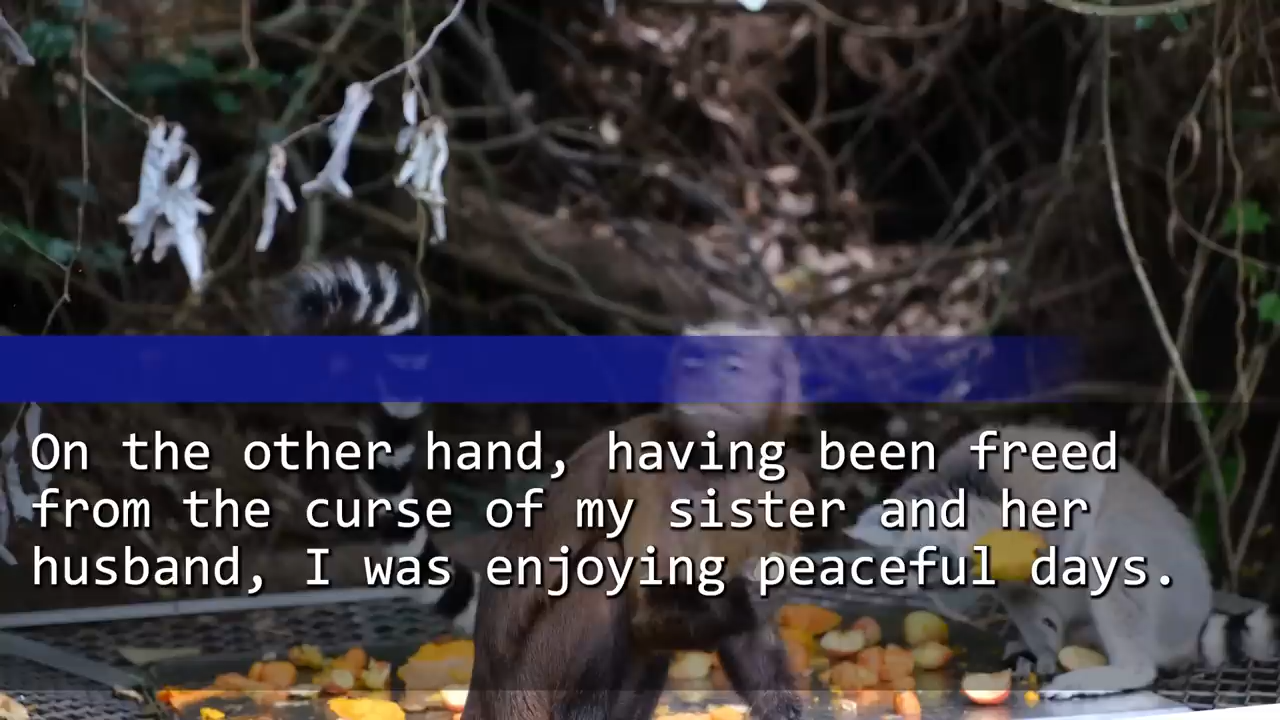 On the other hand, having been freed
from the curse of my sister and her
husband, I was enjoying peaceful days.